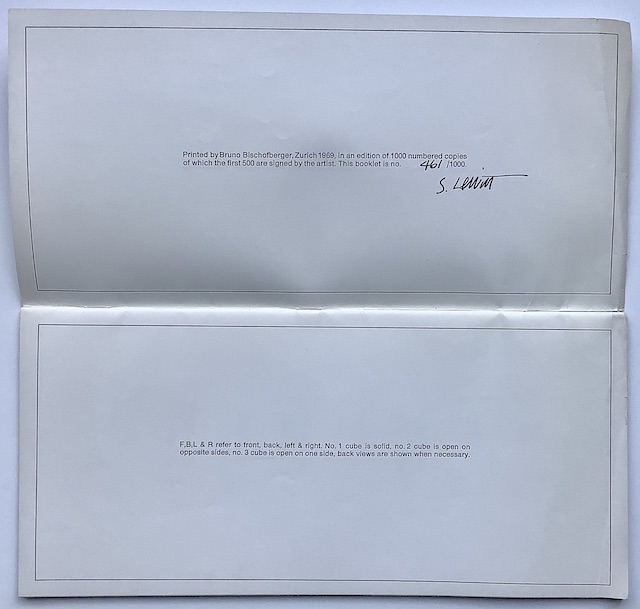 Printed by Bruno Bischofberger, Zurich 1969, in an edition of 1000 numbered copies
of which the first 500 are signed by the artist. This booklet is no. 461 /1000.
S. LeWitt
F,B,L & R refer to front, back, left & right. No. 1 cube is solid, no. 2 cube is open on
opposite sides, no. 3 cube is open on one side, back views are shown when necessary.